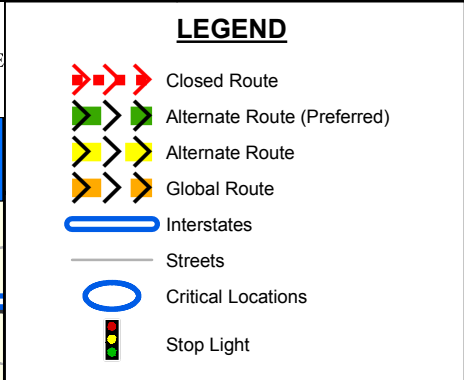 LEGEND
Closed Route
Alternate Route (Preferred)
Alternate Route
Global Route
Interstates
Streets
Critical Locations
Stop Light